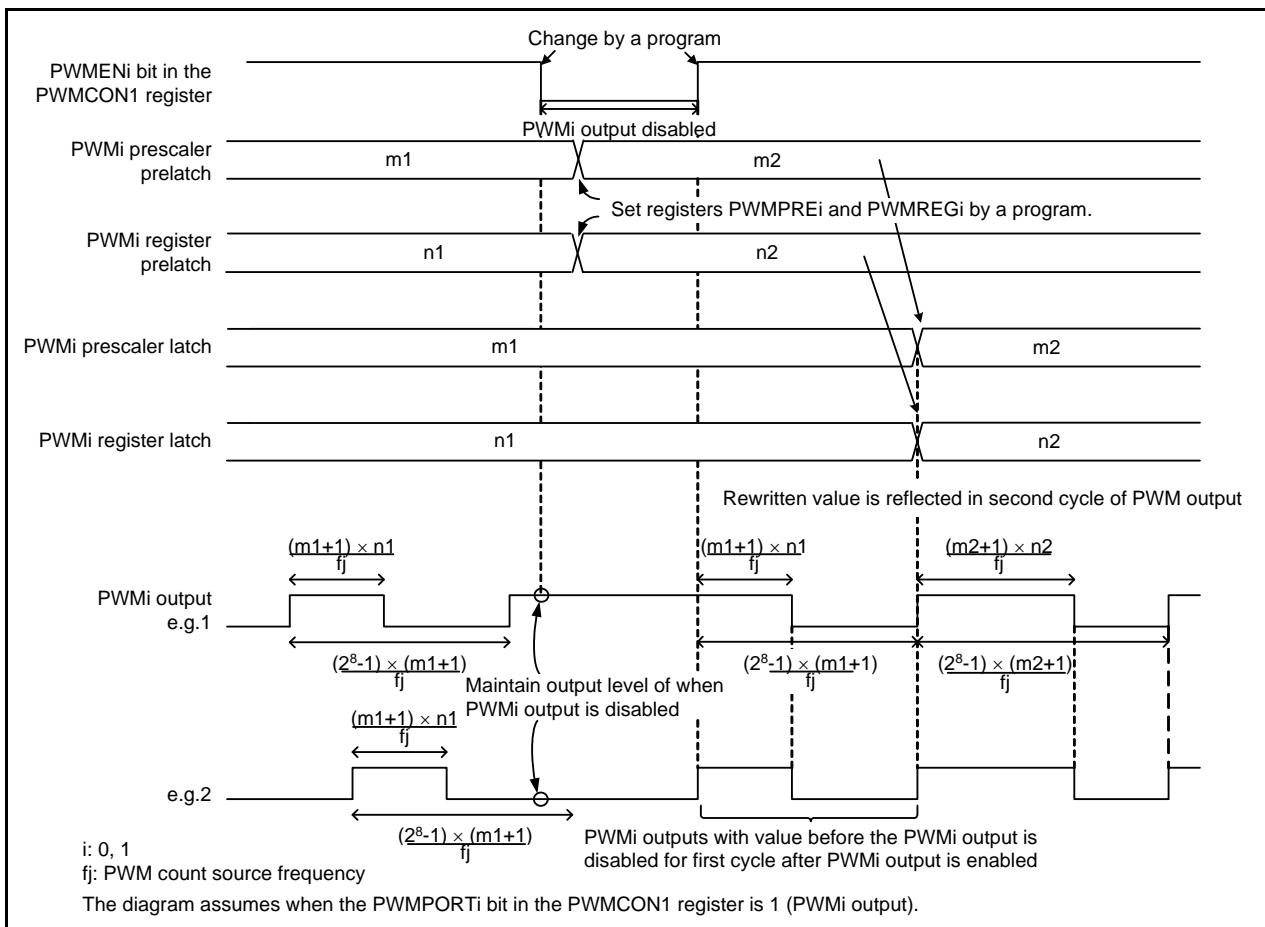 Change by a program
PWMENi bit in the
PWMCON1 register
PWMi output disabled
PWMi prescaler
prelatch
m1
m2
Set registers PWMPREi and PWMREGi by a program.
PWMi register
prelatch
n1
n2
PWMi prescaler latch
m1
m2
PWMi register latch
n1
n2
Rewritten value is reflected in second cycle of PWM output
(m1+1) × n1
fj
(m1+1) × n1
fj
(m2+1) × n2
fj
PWMi output
e.g.1
(2⁸-1) × (m1+1)
fj
(2⁸-1) × (m1+1)
fj
(2⁸-1) × (m2+1)
fj
Maintain output level of when
PWMi output is disabled
(m1+1) × n1
fj
e.g.2
(2⁸-1) × (m1+1)
fj
PWMi outputs with value before the PWMi output is
disabled for first cycle after PWMi output is enabled
i: 0, 1
fj: PWM count source frequency
The diagram assumes when the PWMPORTi bit in the PWMCON1 register is 1 (PWMi output).